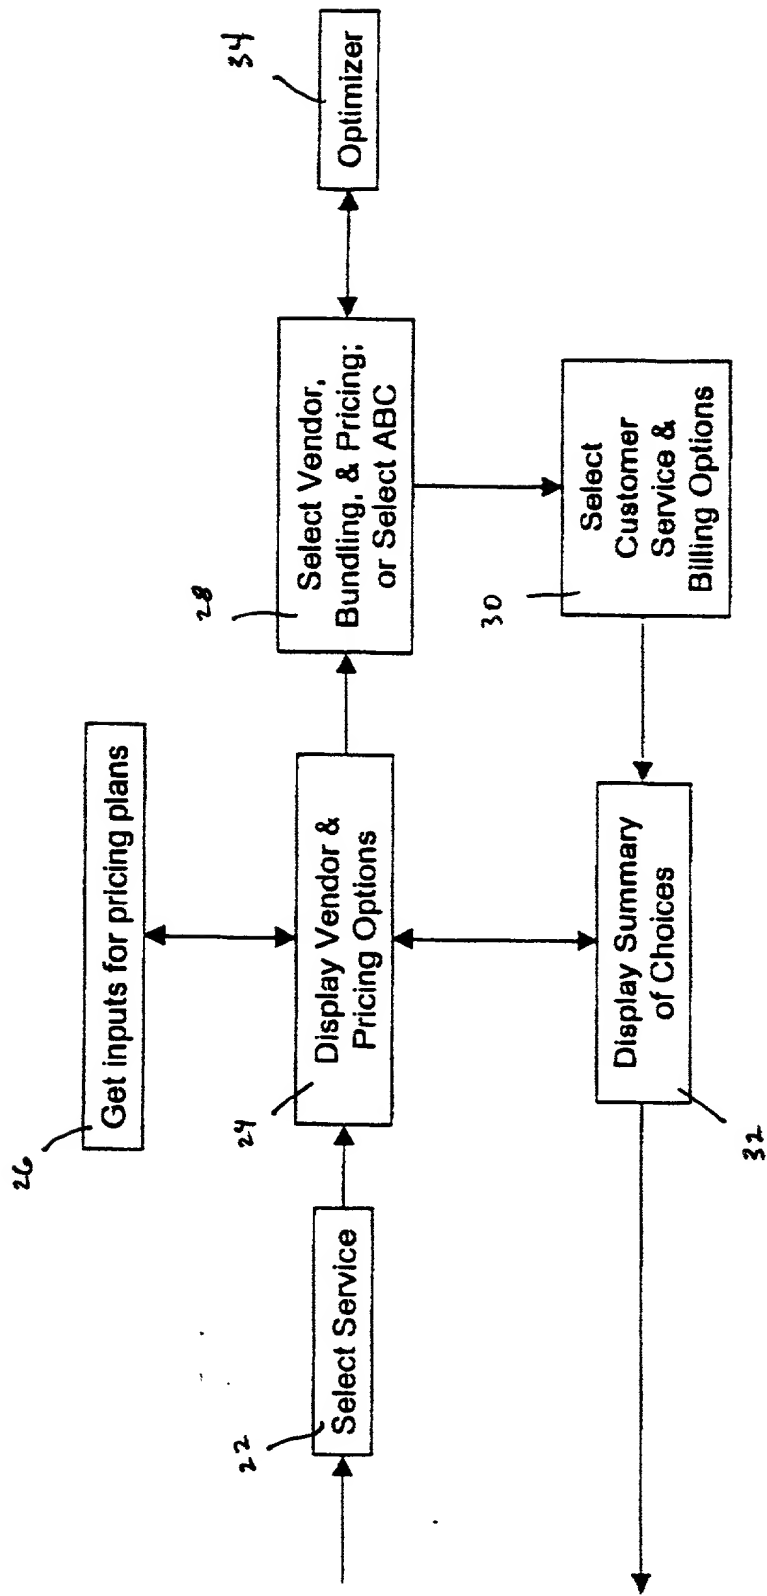 26
Get inputs for pricing plans
34
Optimizer
28
Select Vendor,
Bundling, & Pricing;
or Select ABC
24
Display Vendor &
Pricing Options
22
Select Service
30
Select
Customer
Service &
Billing Options
Display Summary
of Choices
32